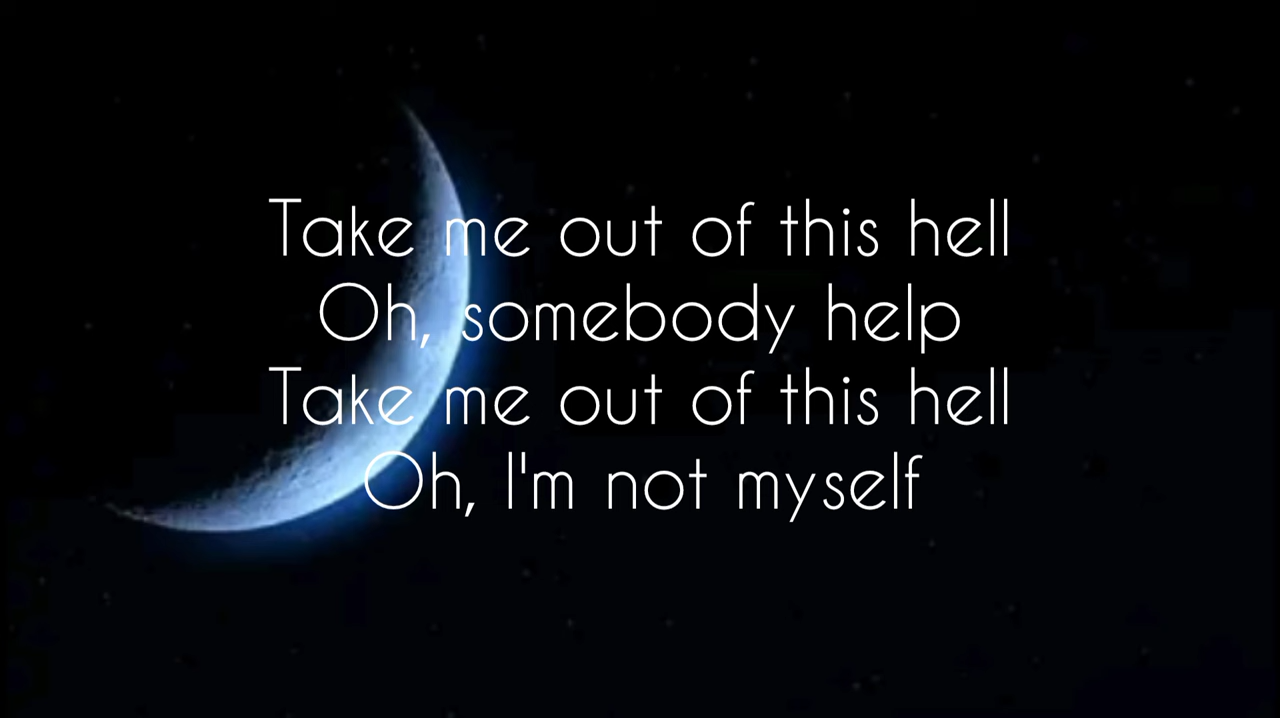 Take me out of this hell
Oh, somebody help
Take me out of this hell
Oh, I'm not myself